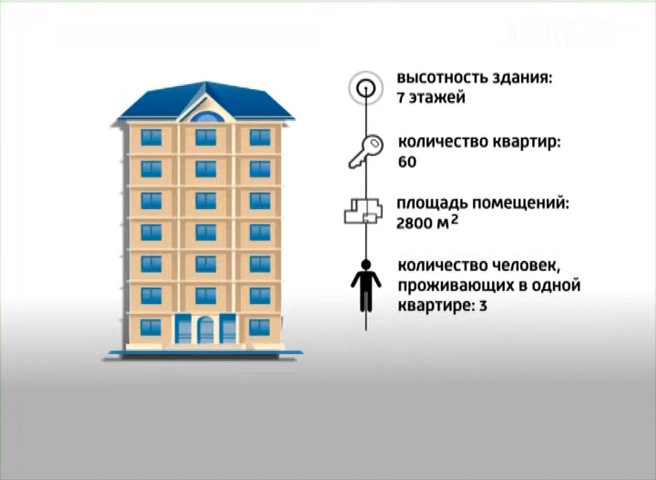 высотность здания:
7 этажей
количество квартир:
60
площадь помещений:
2800 м²
количество человек,
проживающих в одной
квартире: 3